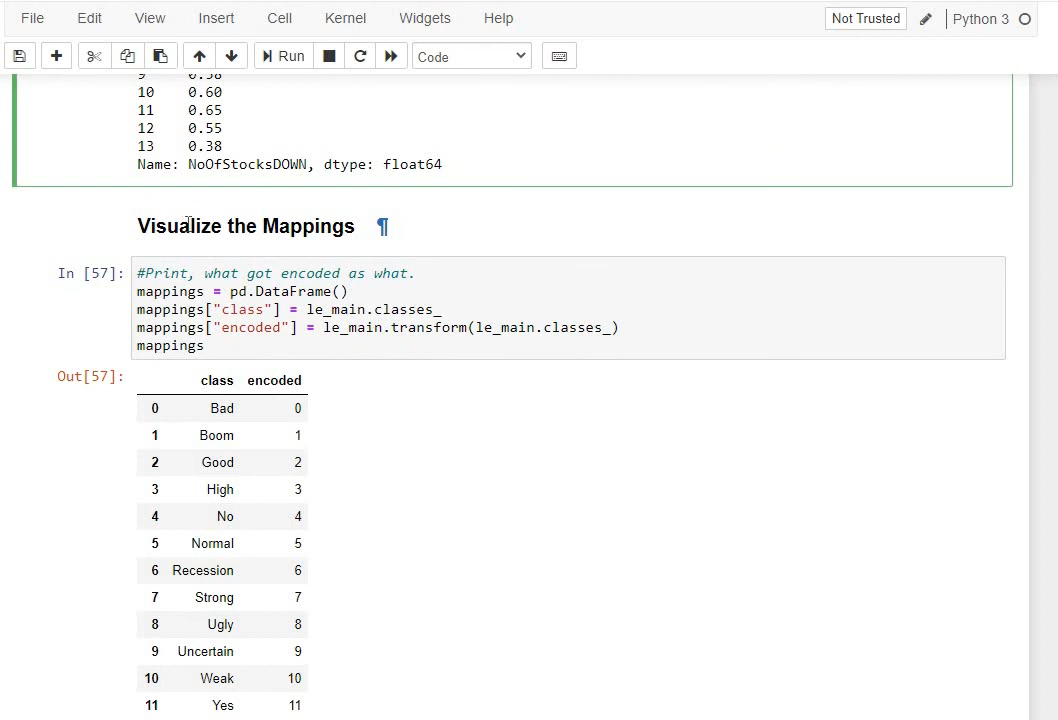 File Edit View Insert Cell Kernel Widgets Help Not Trusted Python 3
Run Code
10 0.60
11 0.65
12 0.55
13 0.38
Name: NoOfStocksDOWN, dtype: float64
Visualize the Mappings ¶
In [57]: #Print, what got encoded as what.
mappings = pd.DataFrame()
mappings["class"] = le_main.classes_
mappings["encoded"] = le_main.transform(le_main.classes_)
mappings
Out[57]:
class encoded
0 Bad 0
1 Boom 1
2 Good 2
3 High 3
4 No 4
5 Normal 5
6 Recession 6
7 Strong 7
8 Ugly 8
9 Uncertain 9
10 Weak 10
11 Yes 11